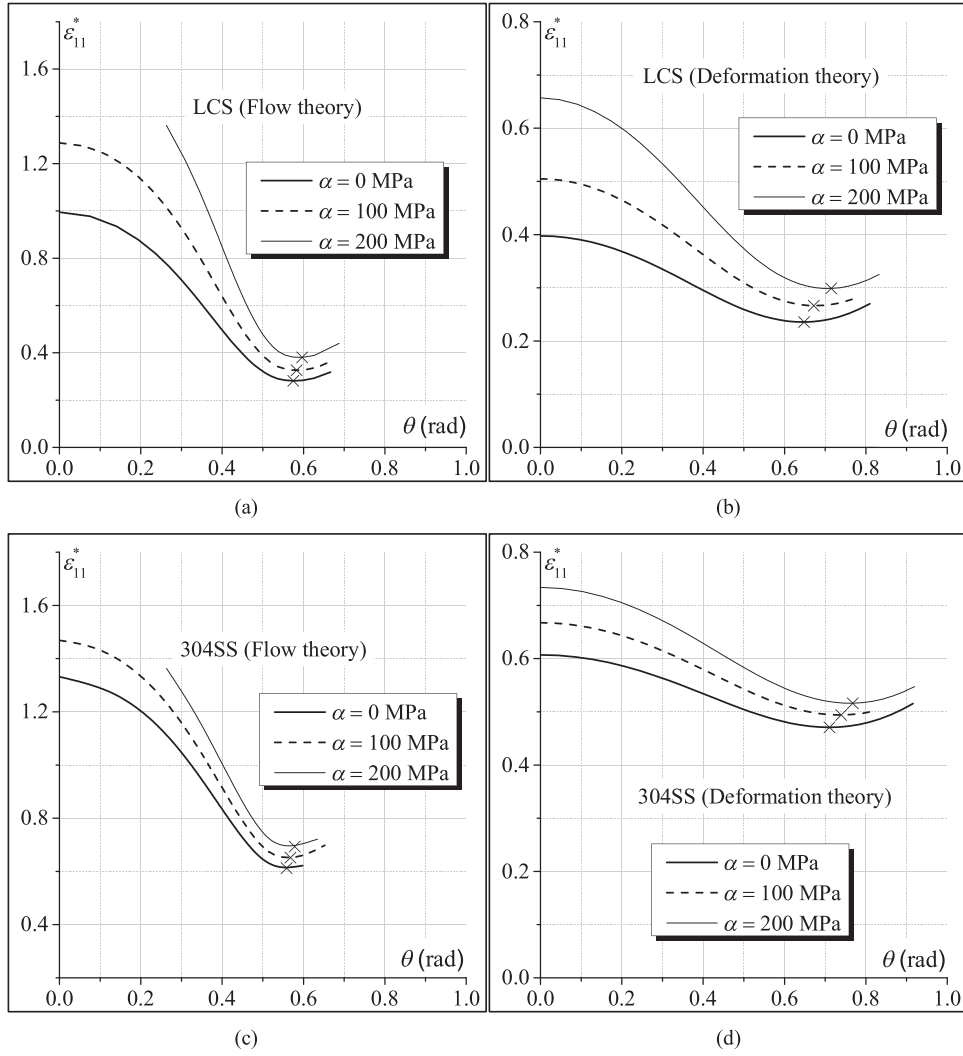 ε*11
1.6
LCS (Flow theory)
1.2
α = 0 MPa
α = 100 MPa
α = 200 MPa
0.8
0.4
θ (rad)
0.0
0.0 0.2 0.4 0.6 0.8 1.0
(a)
0.8
ε*11
LCS (Deformation theory)
0.6
α = 0 MPa
α = 100 MPa
α = 200 MPa
0.4
0.2
θ (rad)
0.0
0.0 0.2 0.4 0.6 0.8 1.0
(b)
ε*11
1.6
304SS (Flow theory)
1.2
α = 0 MPa
α = 100 MPa
α = 200 MPa
0.8
0.4
θ (rad)
0.0 0.2 0.4 0.6 0.8 1.0
(c)
0.8
ε*11
0.6
0.4
304SS (Deformation theory)
α = 0 MPa
α = 100 MPa
α = 200 MPa
0.2
θ (rad)
0.0
0.0 0.2 0.4 0.6 0.8 1.0
(d)